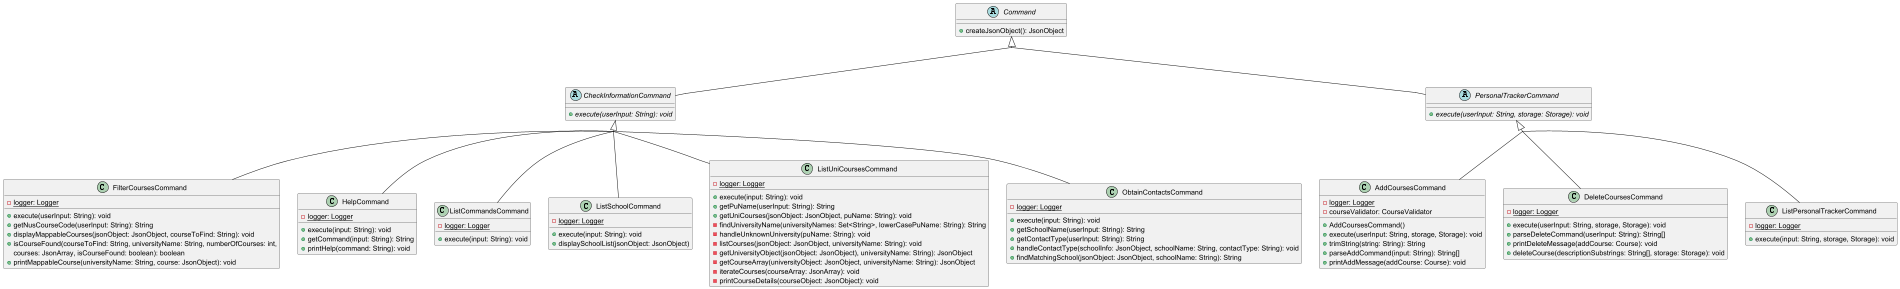 A Command
createJsonObject(): JsonObject
A CheckInformationCommand
execute(userInput: String): void
A PersonalTrackerCommand
execute(userInput: String, storage: Storage): void
C FilterCoursesCommand
logger: Logger
execute(userInput: String): void
getNusCourseCode(userInput: String): String
displayMappableCourses(jsonObject: JsonObject, courseToFind: String): void
isCourseFound(courseToFind: String, universityName: String, numberOfCourses: int,
courses: JsonArray, isCourseFound: boolean): boolean
printMappableCourse(universityName: String, course: JsonObject): void
C HelpCommand
logger: Logger
execute(input: String): void
getCommand(input: String): String
printHelp(command: String): void
C ListCommandsCommand
logger: Logger
execute(input: String): void
C ListSchoolCommand
logger: Logger
execute(input: String): void
displaySchoolList(jsonObject: JsonObject)
C ListUniCoursesCommand
logger: Logger
execute(input: String): void
getPuName(userInput: String): String
getUniCourses(jsonObject: JsonObject, puName: String): void
findUniversityName(universityNames: Set<String>, lowerCasePuName: String): String
handleUnknownUniversity(puName: String): void
listCourses(jsonObject: JsonObject, universityName: String): void
getUniversityObject(jsonObject: JsonObject, universityName: String): JsonObject
getCourseArray(universityObject: JsonObject, universityName: String): JsonObject
iterateCourses(courseArray: JsonArray): void
printCourseDetails(courseObject: JsonObject): void
C ObtainContactsCommand
logger: Logger
execute(input: String): void
getSchoolName(userInput: String): String
getContactType(userInput: String): String
handleContactType(schoolInfo: JsonObject, schoolName: String, contactType: String): void
findMatchingSchool(jsonObject: JsonObject, schoolName: String): String
C AddCoursesCommand
logger: Logger
courseValidator: CourseValidator
AddCoursesCommand()
execute(userInput: String, storage, Storage): void
trimString(string: String): String
parseAddCommand(input: String): String[]
printAddMessage(addCourse: Course): void
C DeleteCoursesCommand
logger: Logger
execute(userInput: String, storage, Storage): void
parseDeleteCommand(userInput: String): String[]
printDeleteMessage(addCourse: Course): void
deleteCourse(descriptionSubstrings: String[], storage: Storage): void
C ListPersonalTrackerCommand
logger: Logger
execute(input: String, storage, Storage): void